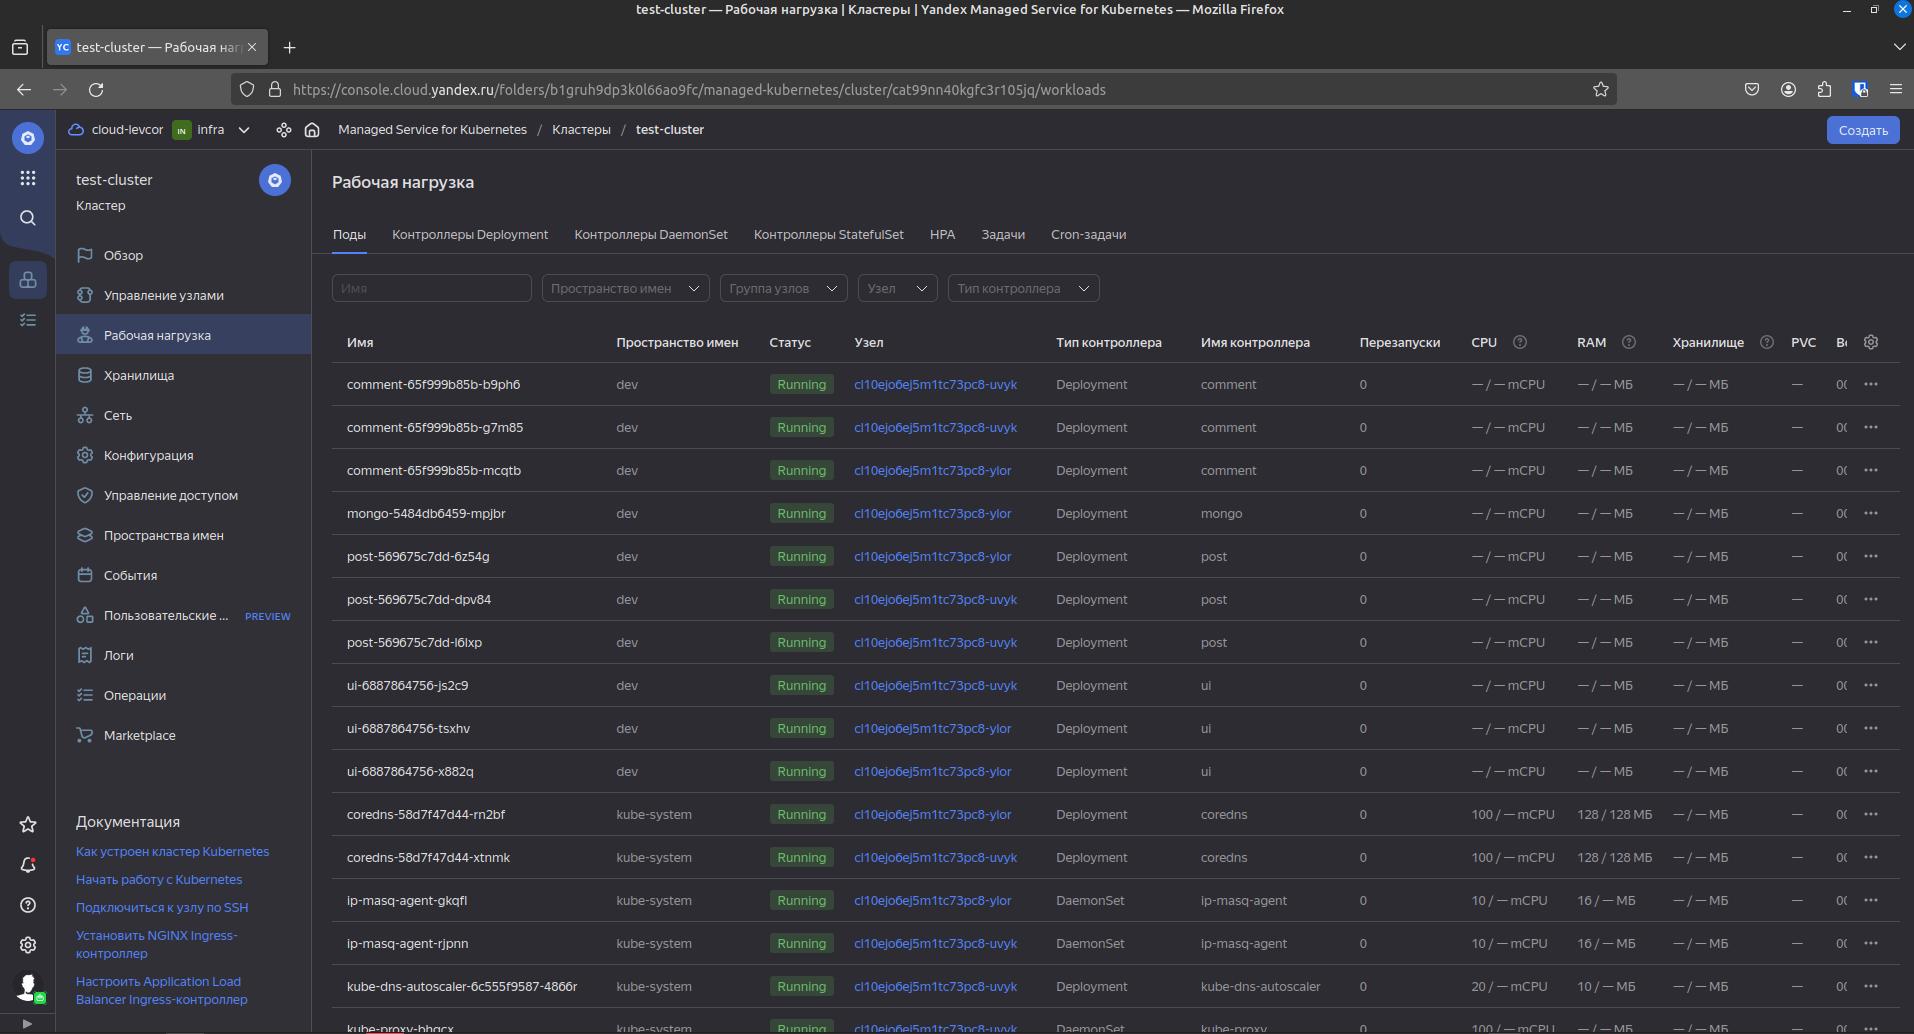 test-cluster — Рабочая нагрузка | Кластеры | Yandex Managed Service for Kubernetes — Mozilla Firefox
YC test-cluster — Рабочая наг
https://console.cloud.yandex.ru/folders/b1gruh9dp3k0l66ao9fc/managed-kubernetes/cluster/cat99nn40kgfc3r105jq/workloads
cloud-levcor IN infra Managed Service for Kubernetes / Кластеры / test-cluster Создать
test-cluster
Кластер
Обзор
Управление узлами
Рабочая нагрузка
Хранилища
Сеть
Конфигурация
Управление доступом
Пространства имен
События
Пользовательские ... PREVIEW
Логи
Операции
Marketplace
Документация
Как устроен кластер Kubernetes
Начать работу с Kubernetes
Подключиться к узлу по SSH
Установить NGINX Ingress-
контроллер
Настроить Application Load
Balancer Ingress-контроллер
Рабочая нагрузка
Поды Контроллеры Deployment Контроллеры DaemonSet Контроллеры StatefulSet HPA Задачи Cron-задачи
Имя Пространство имен Группа узлов Узел Тип контроллера
Имя Пространство имен Статус Узел Тип контроллера Имя контроллера Перезапуски CPU RAM Хранилище PVC
comment-65f999b85b-b9ph6 dev Running cl10ejo6ej5m1tc73pc8-uvyk Deployment comment 0 — / — mCPU — / — МБ — / — МБ —
comment-65f999b85b-g7m85 dev Running cl10ejo6ej5m1tc73pc8-uvyk Deployment comment 0 — / — mCPU — / — МБ — / — МБ —
comment-65f999b85b-mcqtb dev Running cl10ejo6ej5m1tc73pc8-ylor Deployment comment 0 — / — mCPU — / — МБ — / — МБ —
mongo-5484db6459-mpjbr dev Running cl10ejo6ej5m1tc73pc8-ylor Deployment mongo 0 — / — mCPU — / — МБ — / — МБ —
post-569675c7dd-6z54g dev Running cl10ejo6ej5m1tc73pc8-ylor Deployment post 0 — / — mCPU — / — МБ — / — МБ —
post-569675c7dd-dpv84 dev Running cl10ejo6ej5m1tc73pc8-uvyk Deployment post 0 — / — mCPU — / — МБ — / — МБ —
post-569675c7dd-l6lxp dev Running cl10ejo6ej5m1tc73pc8-uvyk Deployment post 0 — / — mCPU — / — МБ — / — МБ —
ui-6887864756-js2c9 dev Running cl10ejo6ej5m1tc73pc8-uvyk Deployment ui 0 — / — mCPU — / — МБ — / — МБ —
ui-6887864756-tsxhv dev Running cl10ejo6ej5m1tc73pc8-ylor Deployment ui 0 — / — mCPU — / — МБ — / — МБ —
ui-6887864756-x882q dev Running cl10ejo6ej5m1tc73pc8-ylor Deployment ui 0 — / — mCPU — / — МБ — / — МБ —
coredns-58d7f47d44-rn2bf kube-system Running cl10ejo6ej5m1tc73pc8-ylor Deployment coredns 0 100 / — mCPU 128 / 128 МБ — / — МБ —
coredns-58d7f47d44-xtnmk kube-system Running cl10ejo6ej5m1tc73pc8-uvyk Deployment coredns 0 100 / — mCPU 128 / 128 МБ — / — МБ —
ip-masq-agent-gkqfl kube-system Running cl10ejo6ej5m1tc73pc8-ylor DaemonSet ip-masq-agent 0 10 / — mCPU 16 / — МБ — / — МБ —
ip-masq-agent-rjpnn kube-system Running cl10ejo6ej5m1tc73pc8-uvyk DaemonSet ip-masq-agent 0 10 / — mCPU 16 / — МБ — / — МБ —
kube-dns-autoscaler-6c555f9587-4866r kube-system Running cl10ejo6ej5m1tc73pc8-uvyk Deployment kube-dns-autoscaler 0 20 / — mCPU 10 / — МБ — / — МБ —
kube-proxy-bhgcx kube-system Running cl10ejo6ej5m1tc73pc8-uvyk DaemonSet kube-proxy 0 100 / — mCPU — / — МБ — / — МБ —